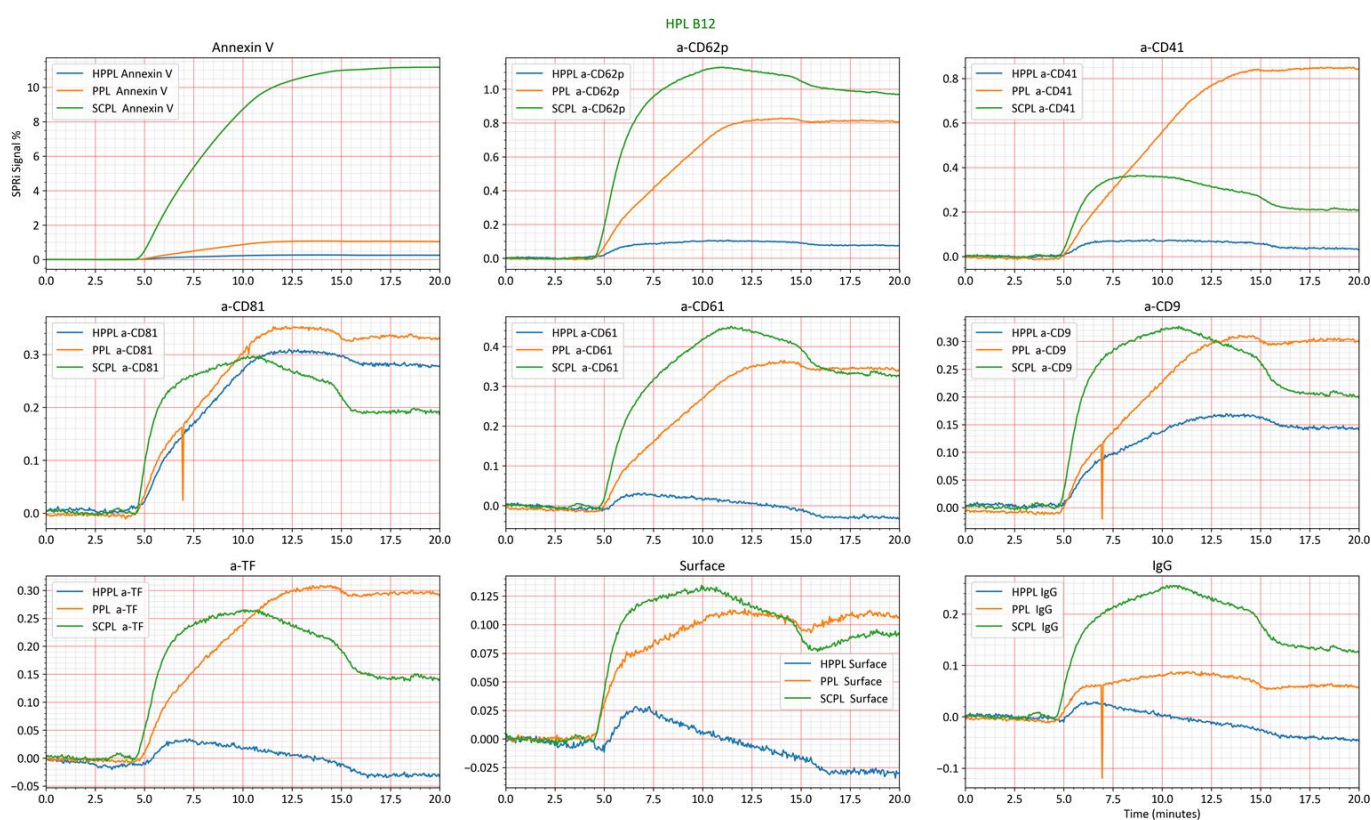 HPL B12
Annexin V
HPPL Annexin V
PPL Annexin V
SCPL Annexin V
SPRi Signal %
10
8
6
4
2
0
0.0 2.5 5.0 7.5 10.0 12.5 15.0 17.5 20.0
a-CD62p
HPPL a-CD62p
PPL a-CD62p
SCPL a-CD62p
1.0
0.8
0.6
0.4
0.2
0.0
0.0 2.5 5.0 7.5 10.0 12.5 15.0 17.5 20.0
a-CD41
HPPL a-CD41
PPL a-CD41
SCPL a-CD41
0.8
0.6
0.4
0.2
0.0
0.0 2.5 5.0 7.5 10.0 12.5 15.0 17.5 20.0
a-CD81
HPPL a-CD81
PPL a-CD81
SCPL a-CD81
0.3
0.2
0.1
0.0
0.0 2.5 5.0 7.5 10.0 12.5 15.0 17.5 20.0
a-CD61
HPPL a-CD61
PPL a-CD61
SCPL a-CD61
0.4
0.3
0.2
0.1
0.0
0.0 2.5 5.0 7.5 10.0 12.5 15.0 17.5 20.0
a-CD9
HPPL a-CD9
PPL a-CD9
SCPL a-CD9
0.30
0.25
0.20
0.15
0.10
0.05
0.00
0.0 2.5 5.0 7.5 10.0 12.5 15.0 17.5 20.0
a-TF
HPPL a-TF
PPL a-TF
SCPL a-TF
0.30
0.25
0.20
0.15
0.10
0.05
0.00
−0.05
0.0 2.5 5.0 7.5 10.0 12.5 15.0 17.5 20.0
Surface
HPPL Surface
PPL Surface
SCPL Surface
0.125
0.100
0.075
0.050
0.025
0.000
−0.025
0.0 2.5 5.0 7.5 10.0 12.5 15.0 17.5 20.0
IgG
HPPL IgG
PPL IgG
SCPL IgG
0.2
0.1
0.0
−0.1
0.0 2.5 5.0 7.5 10.0 12.5 15.0 17.5 20.0
Time (minutes)